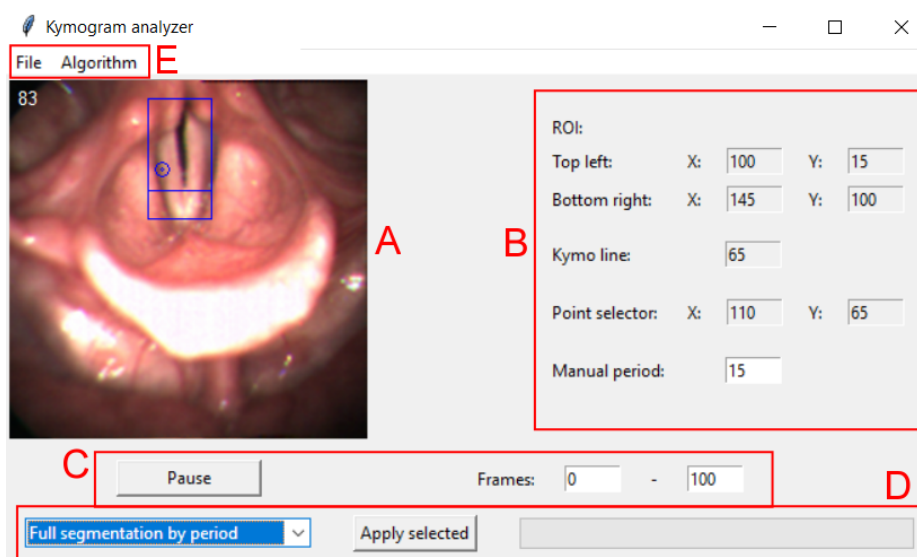 Kymogram analyzer
File Algorithm E
83
A
B
ROI:
Top left: X: 100 Y: 15
Bottom right: X: 145 Y: 100
Kymo line: 65
Point selector: X: 110 Y: 65
Manual period: 15
C
Pause Frames: 0 - 100
D
Full segmentation by period Apply selected